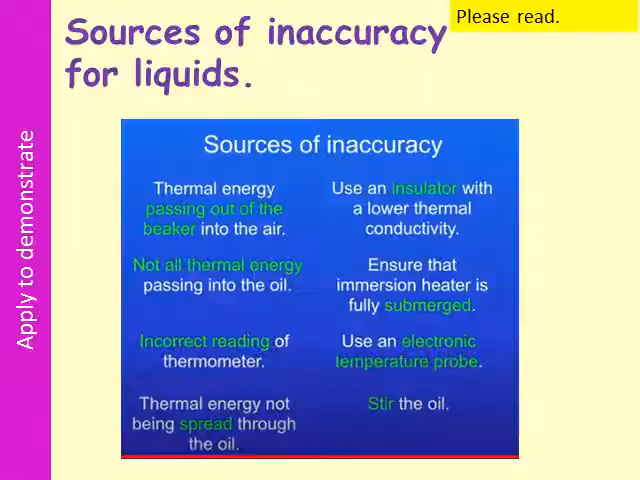 Please read.
Sources of inaccuracy
for liquids.
Apply to demonstrate
Sources of inaccuracy
Thermal energy
passing out of the
beaker into the air.
Use an insulator with
a lower thermal
conductivity.
Not all thermal energy
passing into the oil.
Ensure that
immersion heater is
fully submerged.
Incorrect reading of
thermometer.
Use an electronic
temperature probe.
Thermal energy not
being spread through
the oil.
Stir the oil.